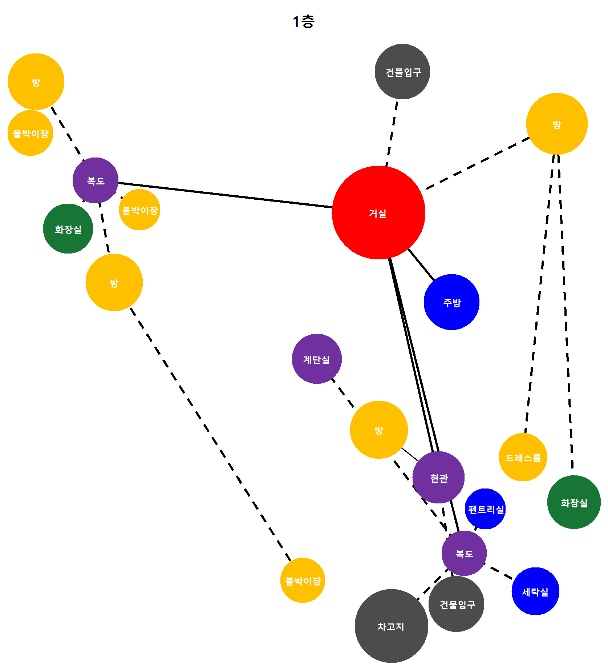 1층
건물입구
방
방
붙박이장
복도
붙박이장
거실
화장실
방
주방
계단실
방
드레스룸
현관
화장실
팬트리실
복도
붙박이장
세탁실
건물입구
차고지